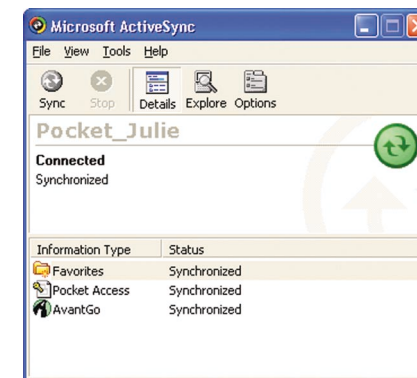 Microsoft ActiveSync
File View Tools Help
Sync Stop Details Explore Options
Pocket_Julie
Connected
Synchronized
Information Type Status
Favorites Synchronized
Pocket Access Synchronized
AvantGo Synchronized